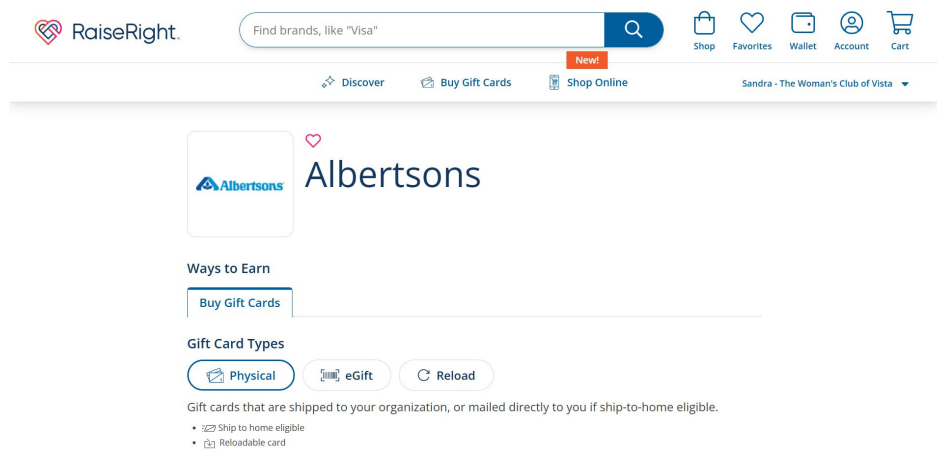 RaiseRight.
Find brands, like "Visa"
Shop
Favorites
Wallet
Account
Cart
New!
Discover
Buy Gift Cards
Shop Online
Sandra - The Woman's Club of Vista
Albertsons
Albertsons
Ways to Earn
Buy Gift Cards
Gift Card Types
Physical
eGift
Reload
Gift cards that are shipped to your organization, or mailed directly to you if ship-to-home eligible.
• Ship to home eligible
• Reloadable card